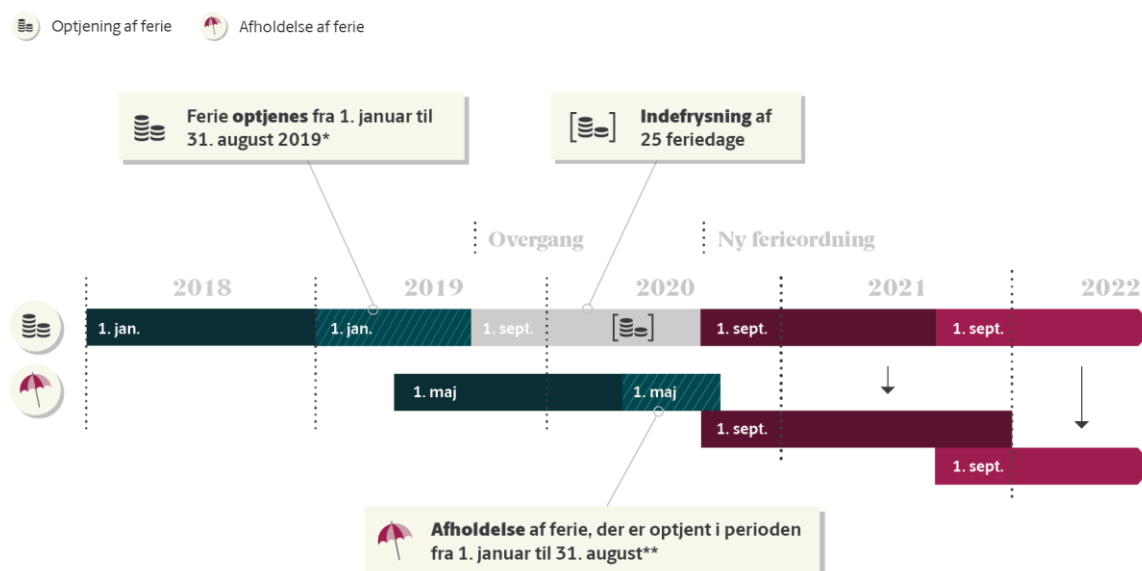 Optjening af ferie
Afholdelse af ferie
Ferie optjenes fra 1. januar til
31. august 2019*
Indefrysning af
25 feriedage
Overgang
Ny ferieordning
2018
2019
2020
2021
2022
1. jan.
1. jan.
1. sept.
1. sept.
1. sept.
1. maj
1. maj
1. sept.
1. sept.
Afholdelse af ferie, der er optjent i perioden
fra 1. januar til 31. august**